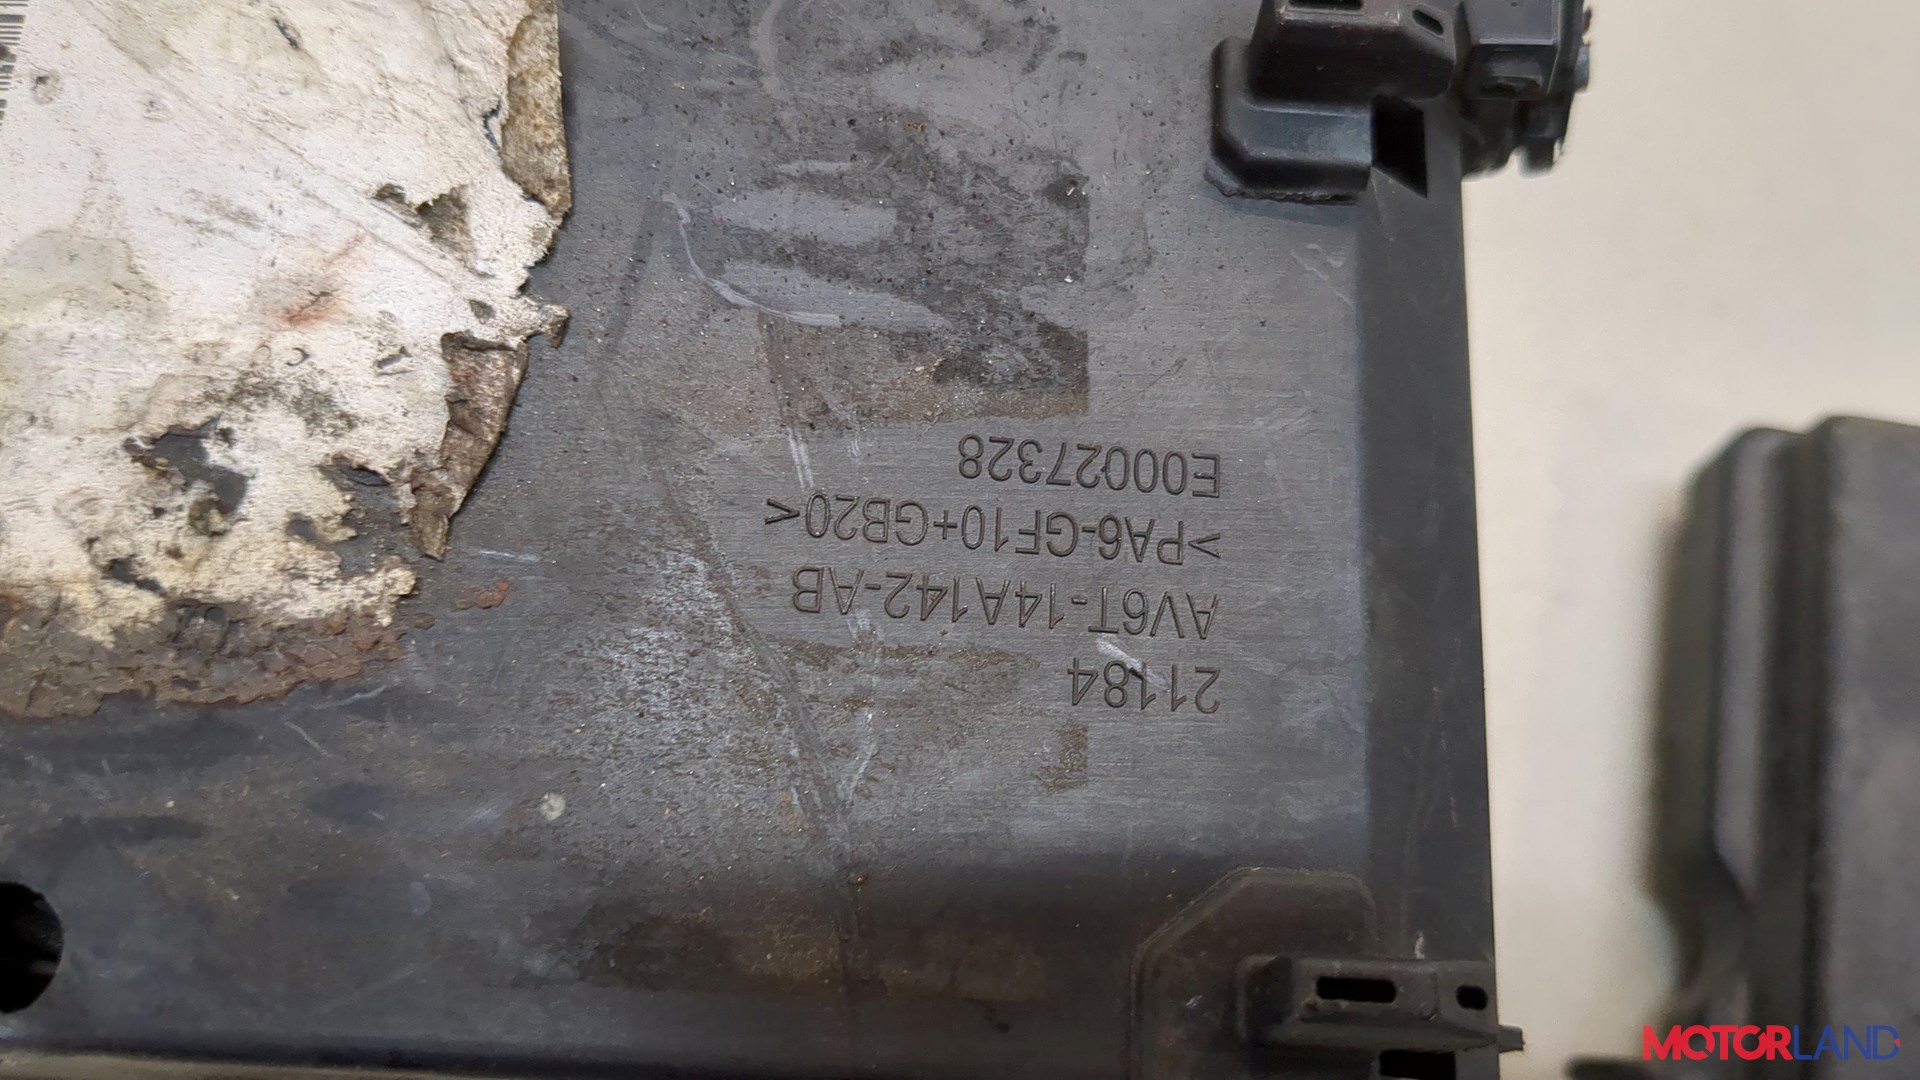 21184
AV6T-14A142-AB
>PA6-GF10+GB20<
E00027328
MOTORLAND